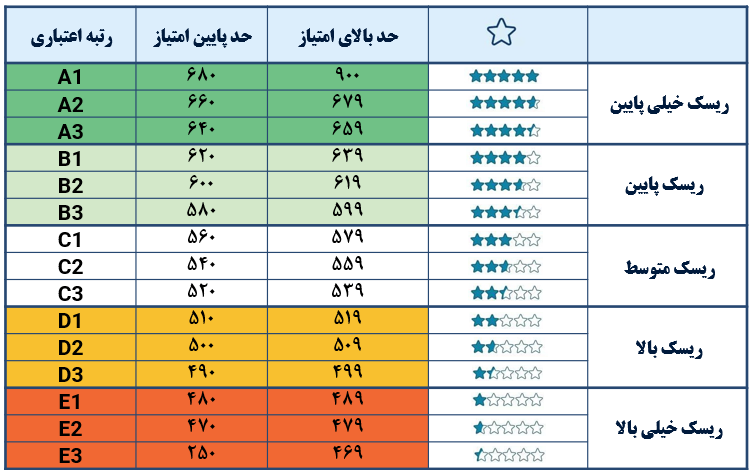 رتبه اعتباری حد پایین امتیاز حد بالای امتیاز
A1 ۶۸۰ ۹۰۰
A2 ۶۶۰ ۶۷۹ ریسک خیلی پایین
A3 ۶۴۰ ۶۵۹
B1 ۶۲۰ ۶۳۹
B2 ۶۰۰ ۶۱۹ ریسک پایین
B3 ۵۸۰ ۵۹۹
C1 ۵۶۰ ۵۷۹
C2 ۵۴۰ ۵۵۹ ریسک متوسط
C3 ۵۲۰ ۵۳۹
D1 ۵۱۰ ۵۱۹
D2 ۵۰۰ ۵۰۹ ریسک بالا
D3 ۴۹۰ ۴۹۹
E1 ۴۸۰ ۴۸۹
E2 ۴۷۰ ۴۷۹ ریسک خیلی بالا
E3 ۲۵۰ ۴۶۹